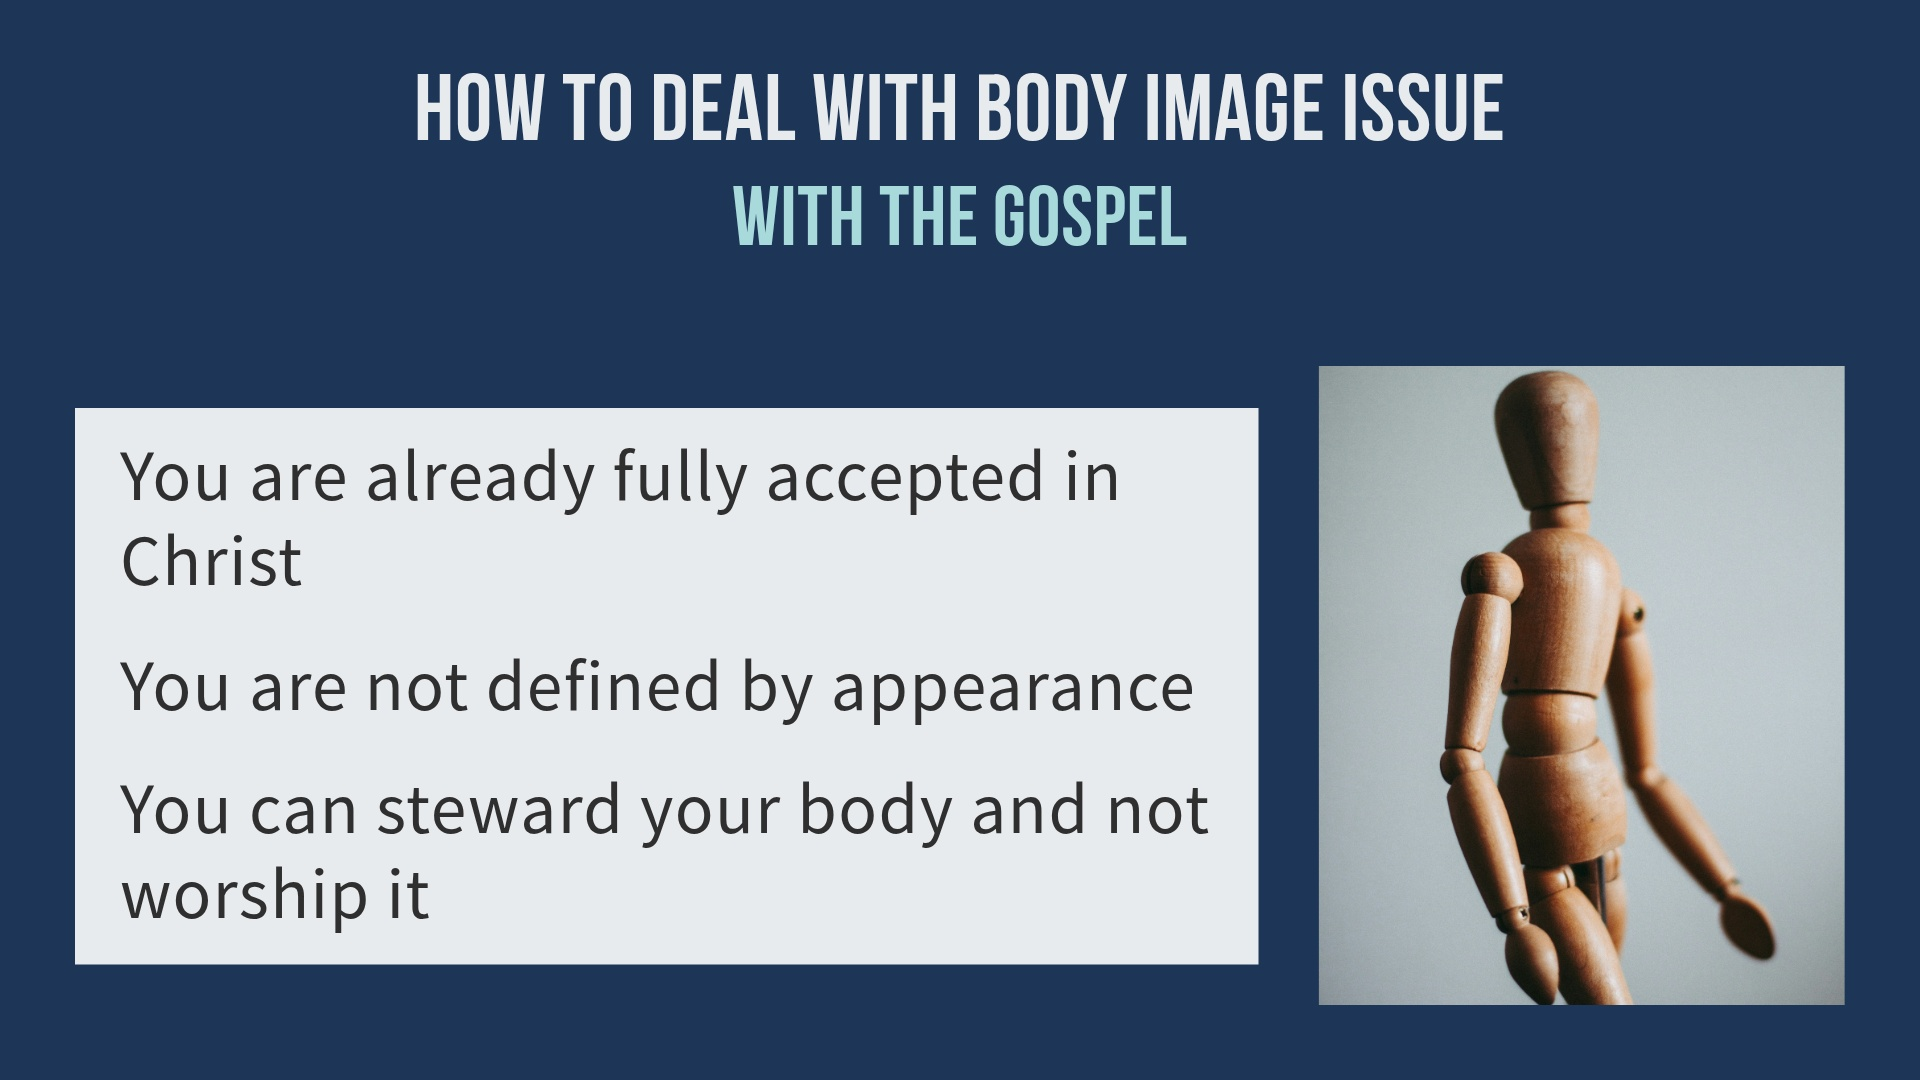 HOW TO DEAL WITH BODY IMAGE ISSUE
WITH THE GOSPEL
You are already fully accepted in
Christ
You are not defined by appearance
You can steward your body and not
worship it